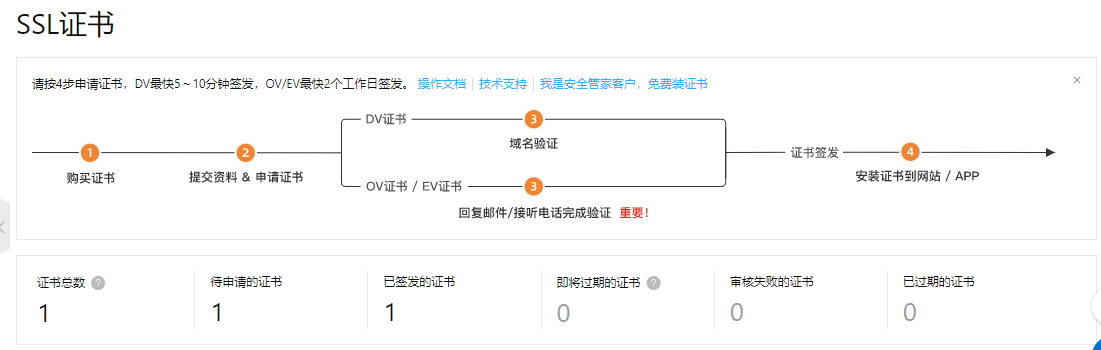 SSL证书
请按4步申请证书，DV最快5～10分钟签发，OV/EV最快2个工作日签发。 操作文档 | 技术支持 | 我是安全管家客户，免费装证书
DV证书
3
域名验证
1
购买证书
2
提交资料 & 申请证书
OV证书 / EV证书
3
回复邮件/接听电话完成验证 重要！
证书签发
4
安装证书到网站 / APP
证书总数 ?
1
待申请的证书
1
已签发的证书
1
即将过期的证书 ?
0
审核失败的证书
0
已过期的证书
0